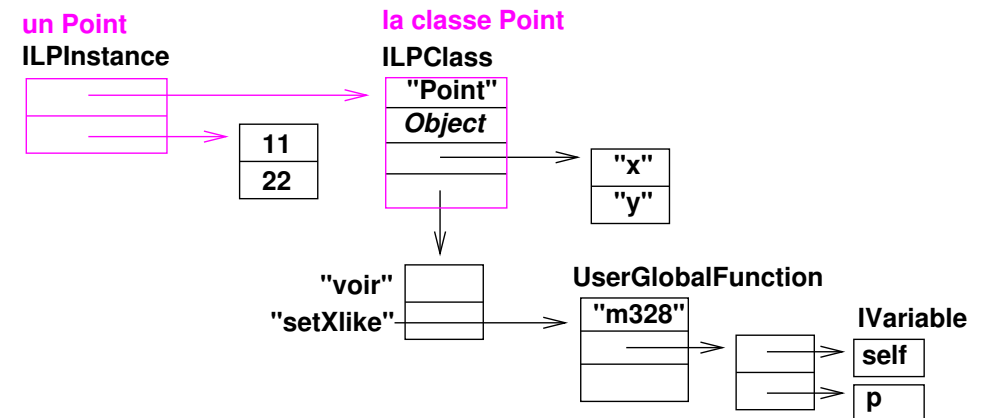 un Point
ILPInstance
la classe Point
ILPClass
"Point"
Object
11
22
"x"
"y"
"voir"
"setXlike"
UserGlobalFunction
"m328"
IVariable
self
p